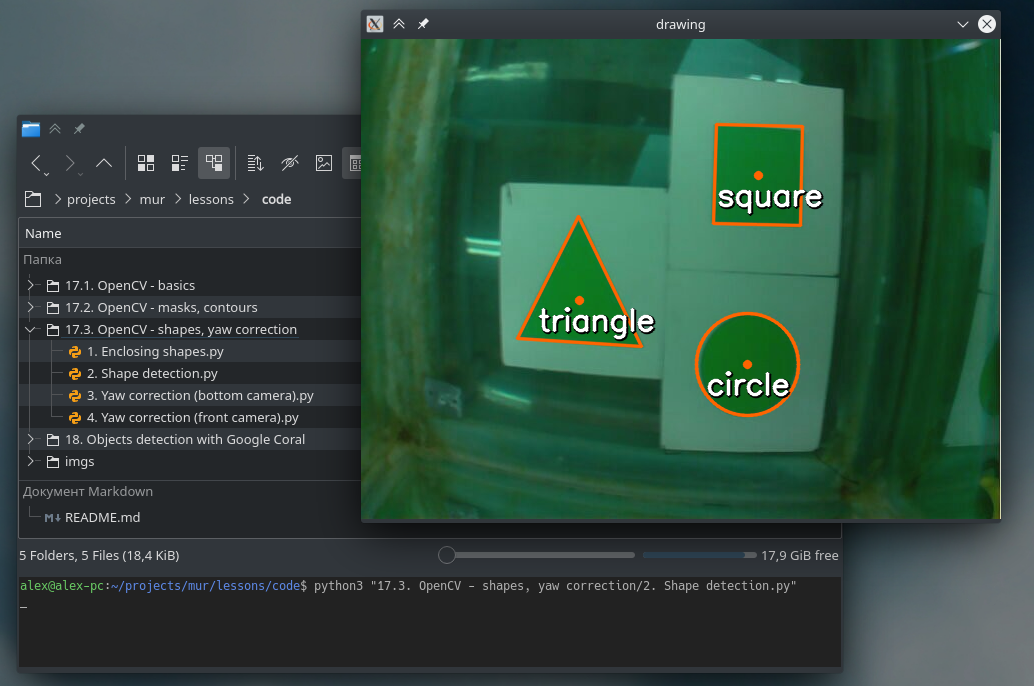 drawing
square
triangle
circle
projects
mur
lessons
code
Name
Папка
17.1. OpenCV - basics
17.2. OpenCV - masks, contours
17.3. OpenCV - shapes, yaw correction
1. Enclosing shapes.py
2. Shape detection.py
3. Yaw correction (bottom camera).py
4. Yaw correction (front camera).py
18. Objects detection with Google Coral
imgs
Документ Markdown
README.md
5 Folders, 5 Files (18,4 KiB)
17,9 GiB free
alex@alex-pc:~/projects/mur/lessons/code$ python3 "17.3. OpenCV - shapes, yaw correction/2. Shape detection.py"